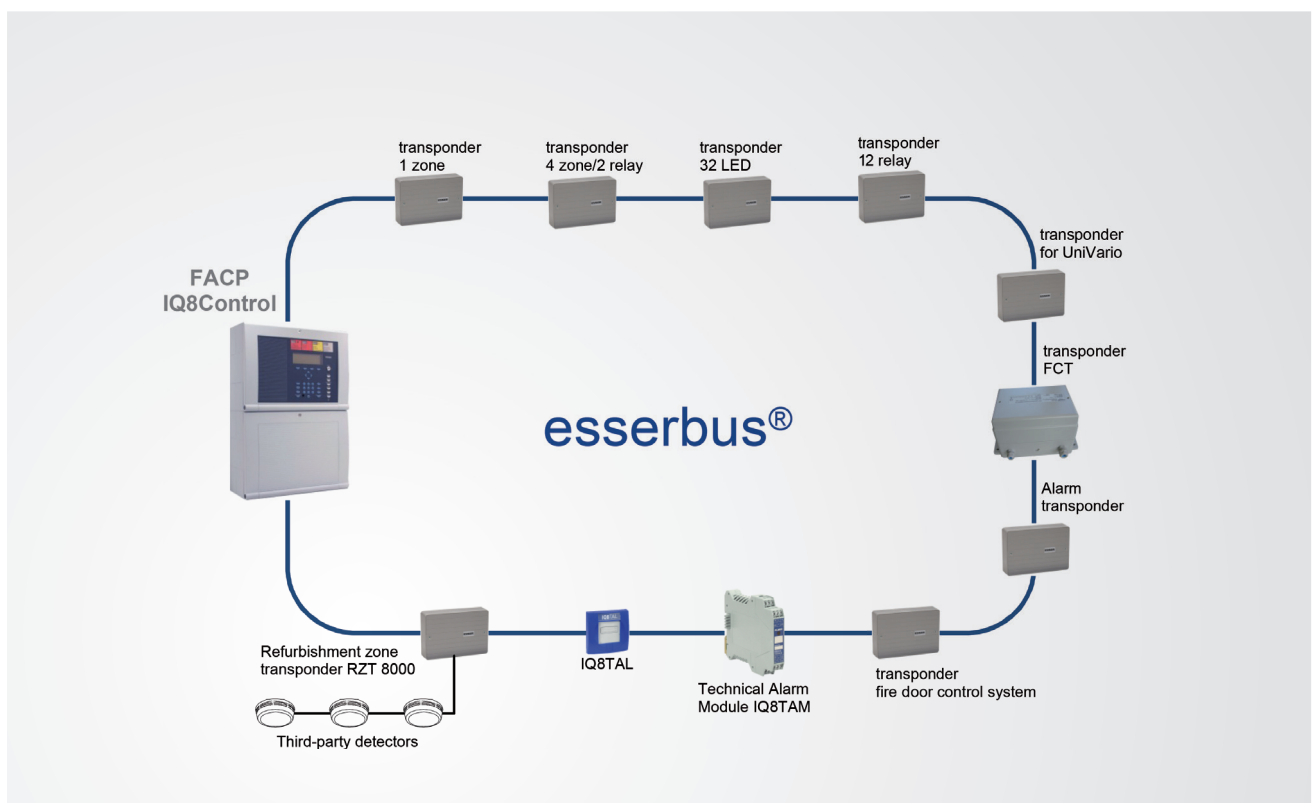 transponder
1 zone
transponder
4 zone/2 relay
transponder
32 LED
transponder
12 relay
transponder
for UniVario
FACP
IQ8Control
transponder
FCT
esserbus®
Alarm
transponder
Refurbishment zone
transponder RZT 8000
IQ8TAL
Technical Alarm
Module IQ8TAM
transponder
fire door control system
Third-party detectors